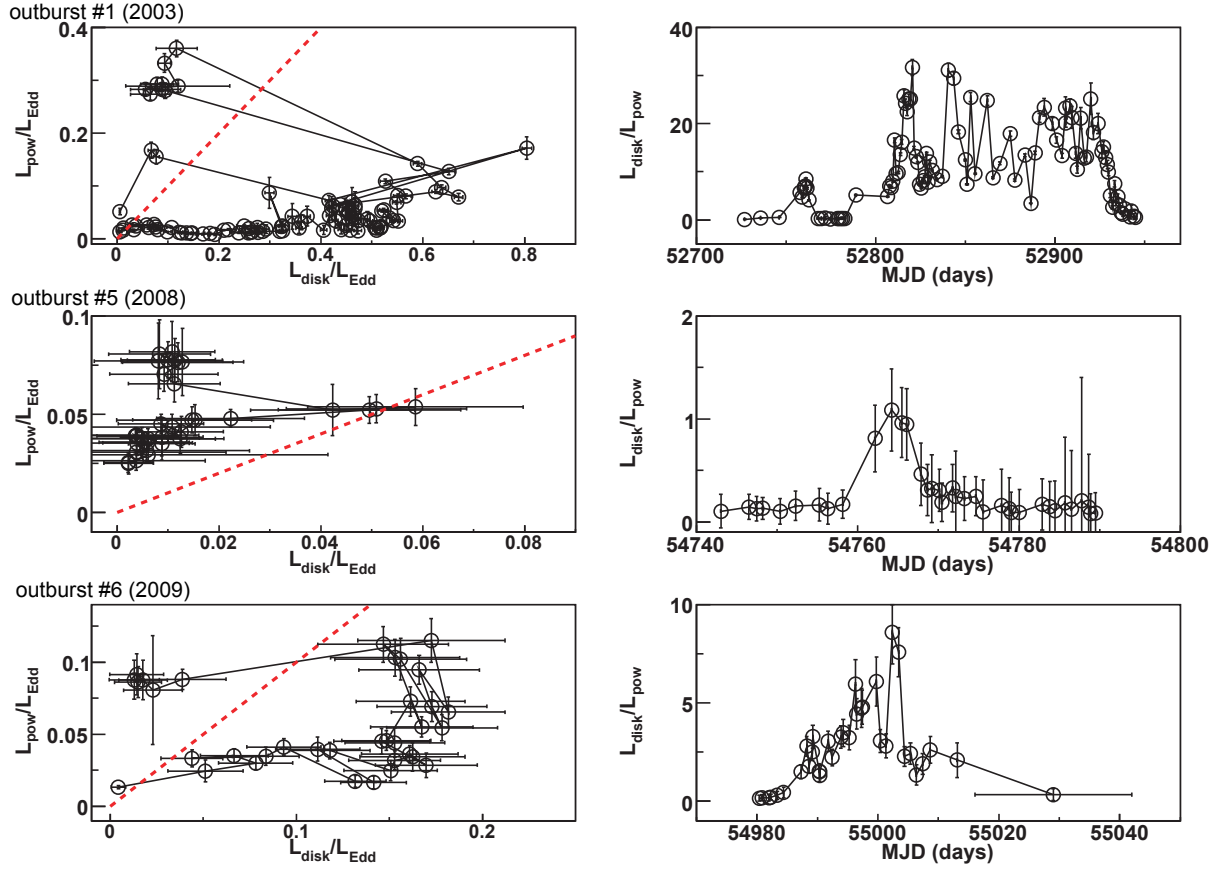 outburst #1 (2003)
0.4
0.2
0
L_pow/L_Edd
0 0.2 0.4 0.6 0.8
L_disk/L_Edd
40
30
20
10
0
L_disk/L_pow
52700 52800 52900
MJD (days)
outburst #5 (2008)
0.1
0.05
0
L_pow/L_Edd
0 0.02 0.04 0.06 0.08
L_disk/L_Edd
2
1
0
L_disk/L_pow
54740 54760 54780 54800
MJD (days)
outburst #6 (2009)
0.1
0.05
0
L_pow/L_Edd
0 0.1 0.2
L_disk/L_Edd
10
5
0
L_disk/L_pow
54980 55000 55020 55040
MJD (days)